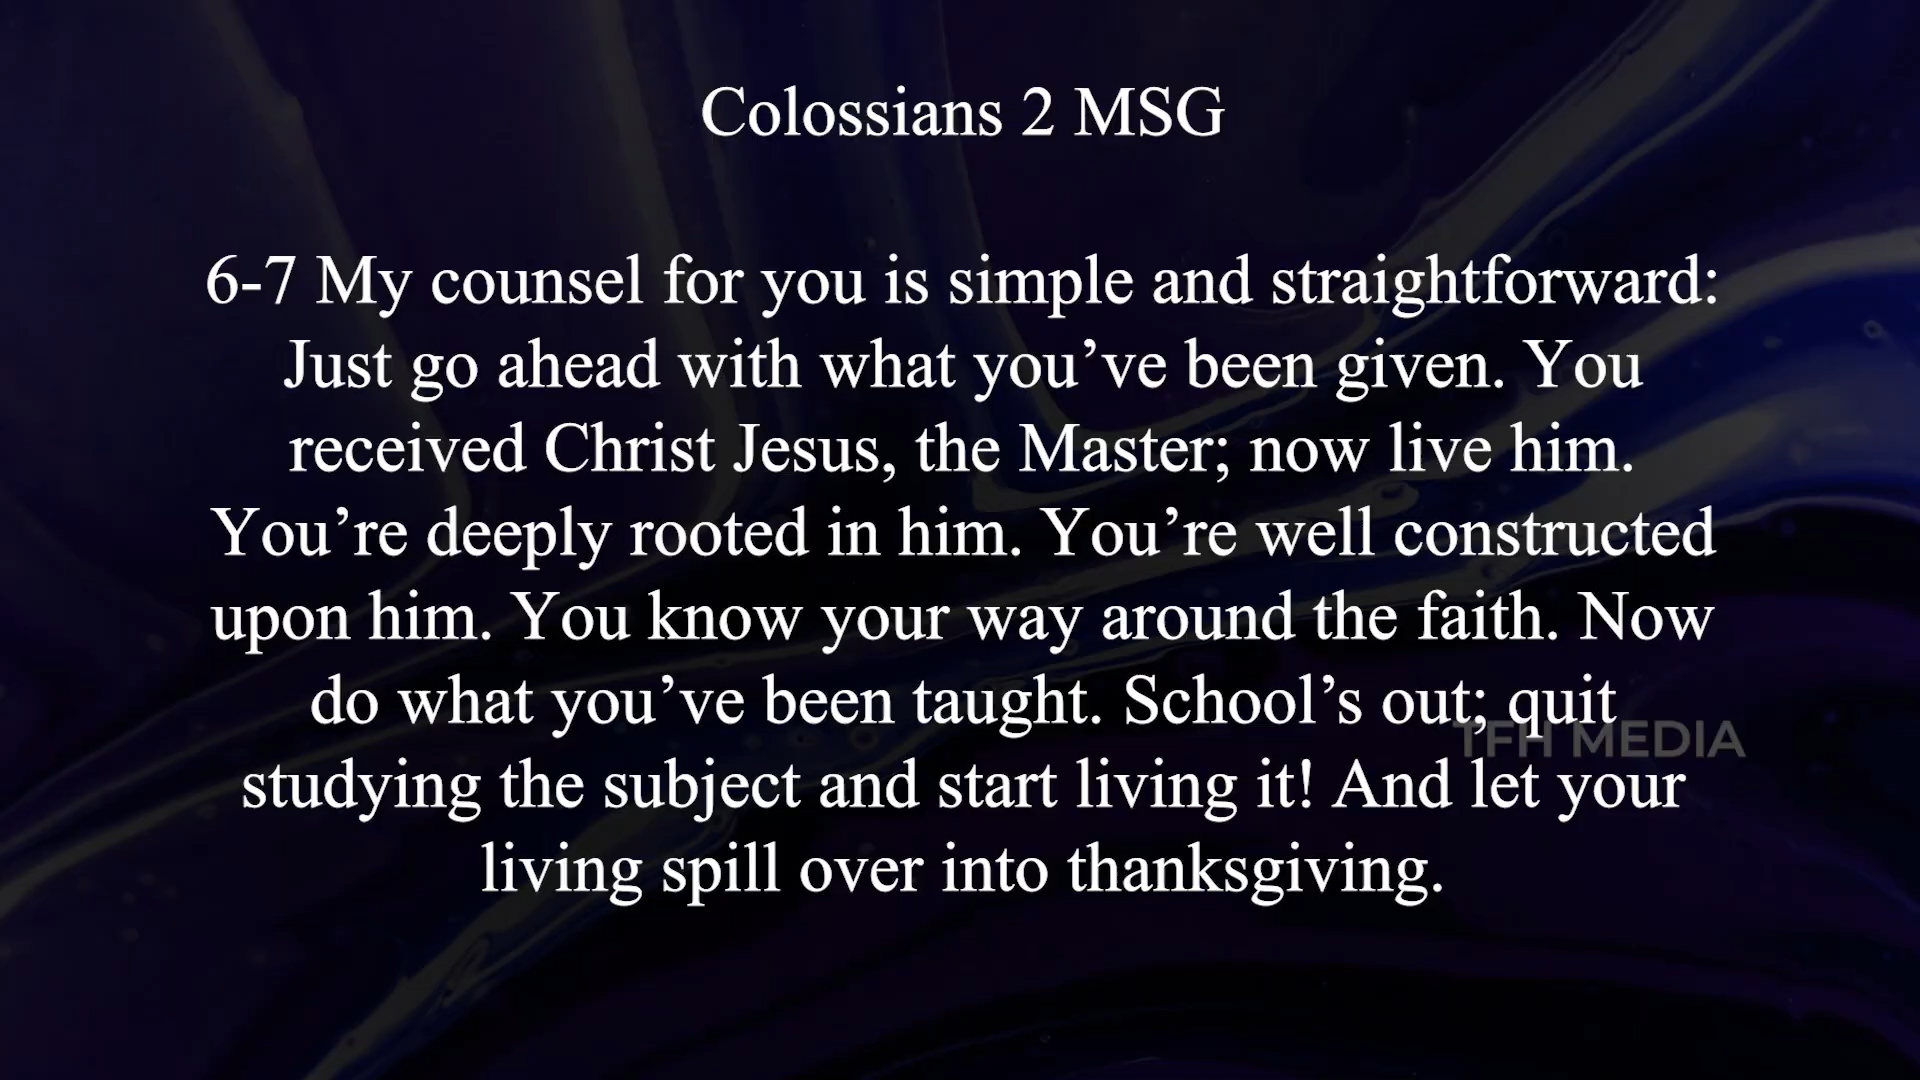 Colossians 2 MSG
6-7 My counsel for you is simple and straightforward:
Just go ahead with what you’ve been given. You
received Christ Jesus, the Master; now live him.
You’re deeply rooted in him. You’re well constructed
upon him. You know your way around the faith. Now
do what you’ve been taught. School’s out; quit
TFH MEDIA
studying the subject and start living it! And let your
living spill over into thanksgiving.